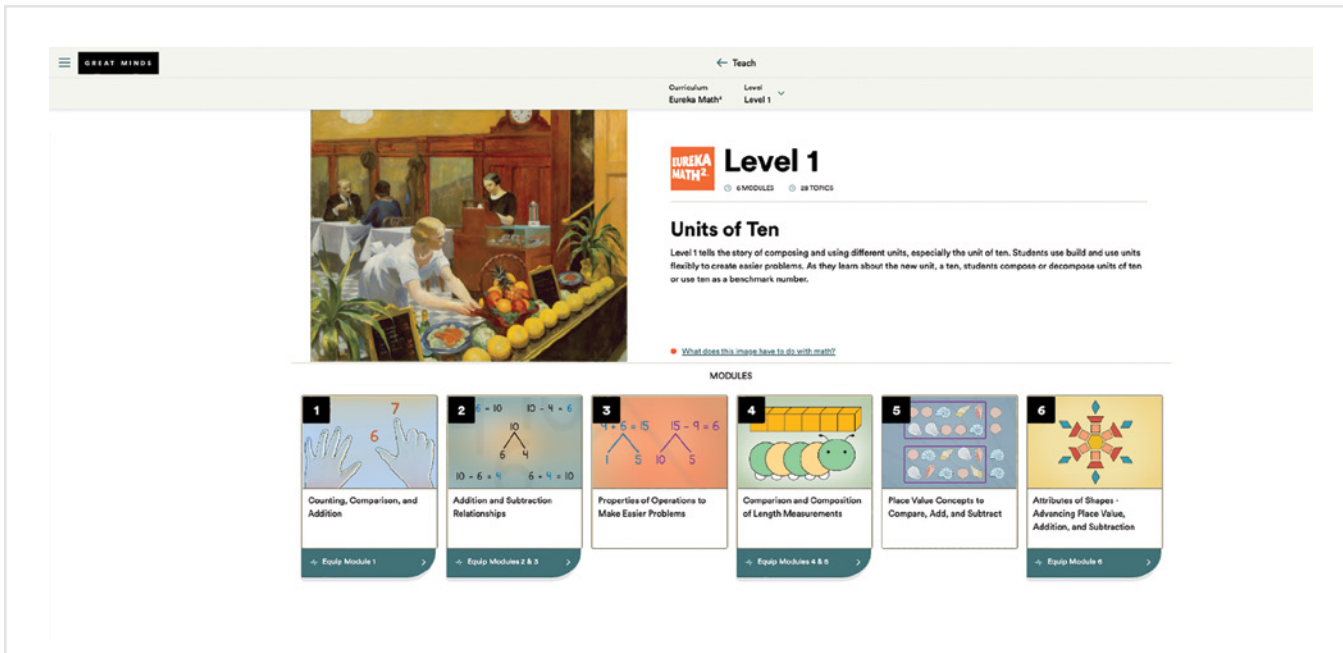 GREAT MINDS
← Teach
Curriculum
Eureka Math²
Level
Level 1
EUREKA
MATH²
Level 1
6 MODULES 28 TOPICS
Units of Ten
Level 1 tells the story of composing and using different units, especially the unit of ten. Students use build and use units
flexibly to create easier problems. As they learn about the new unit, a ten, students compose or decompose units of ten
or use ten as a benchmark number.
What does this image have to do with math?
MODULES
1
7
6
Counting, Comparison, and
Addition
Equip Module 1
2
6 = 10 10 - 4 = 6
10
6 4
10 - 6 = 4 6 + 4 = 10
Addition and Subtraction
Relationships
Equip Modules 2 & 3
3
9 + 6 = 15 15 - 9 = 6
1 5 10 5
Properties of Operations to
Make Easier Problems
4
Comparison and Composition
of Length Measurements
Equip Modules 4 & 5
5
Place Value Concepts to
Compare, Add, and Subtract
6
Attributes of Shapes -
Advancing Place Value,
Addition, and Subtraction
Equip Module 6